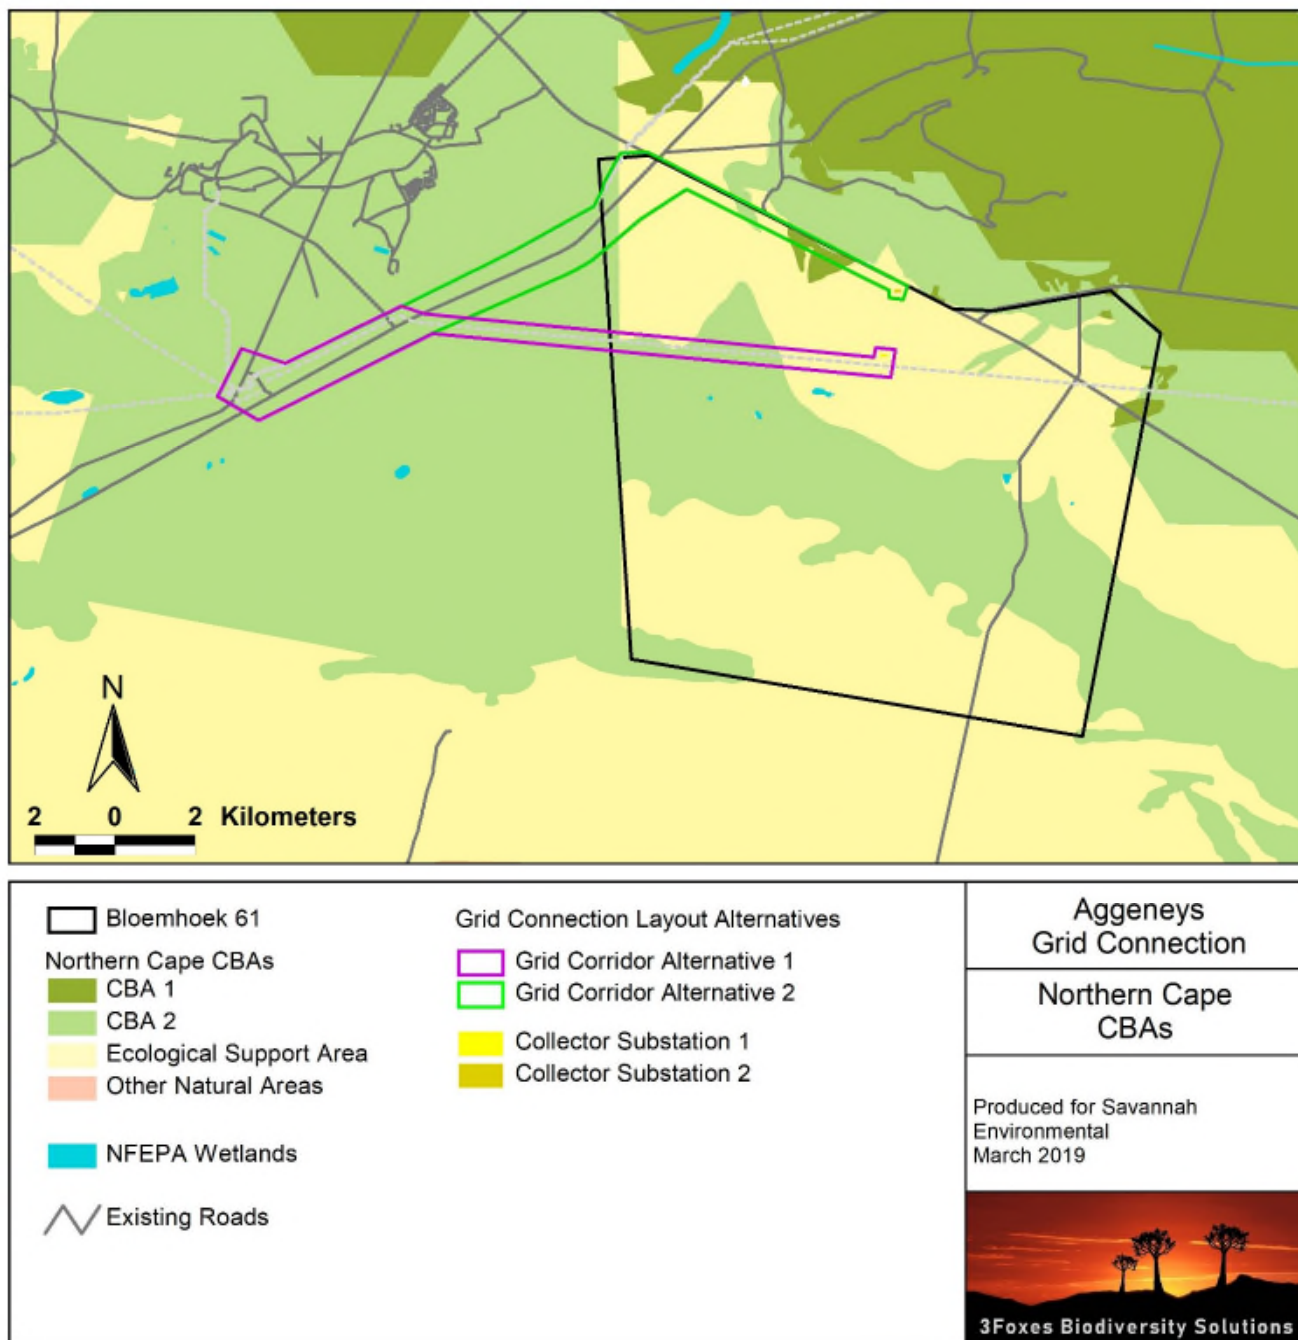 N
2 0 2 Kilometers
Bloemhoek 61
Northern Cape CBAs
CBA 1
CBA 2
Ecological Support Area
Other Natural Areas
NFEPA Wetlands
Existing Roads
Grid Connection Layout Alternatives
Grid Corridor Alternative 1
Grid Corridor Alternative 2
Collector Substation 1
Collector Substation 2
Aggeneys
Grid Connection
Northern Cape
CBAs
Produced for Savannah
Environmental
March 2019
3Foxes Biodiversity Solutions